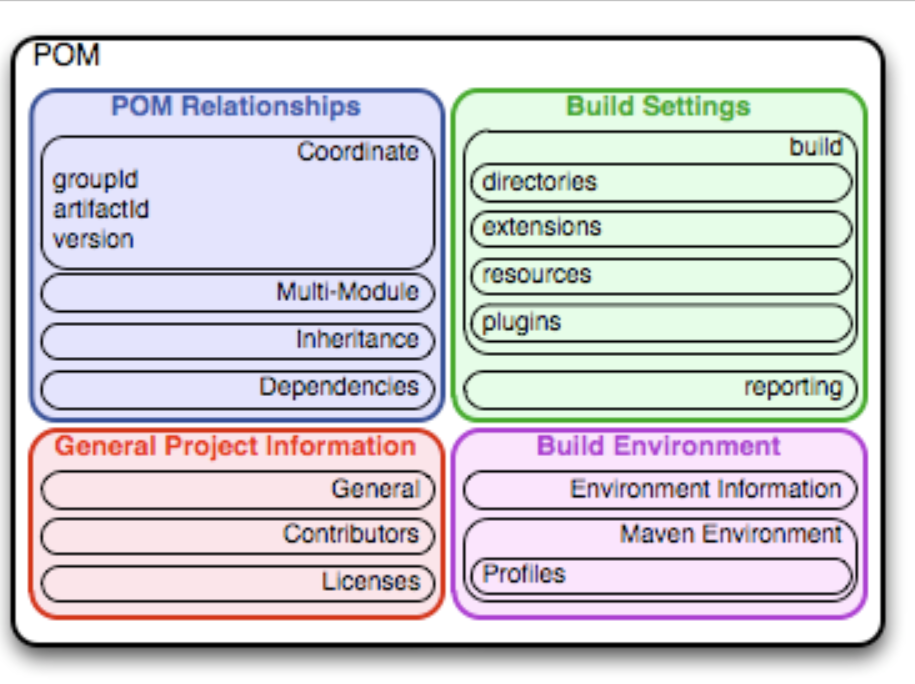 POM
POM Relationships
Coordinate
groupId
artifactId
version
Multi-Module
Inheritance
Dependencies
Build Settings
build
directories
extensions
resources
plugins
reporting
General Project Information
General
Contributors
Licenses
Build Environment
Environment Information
Maven Environment
Profiles